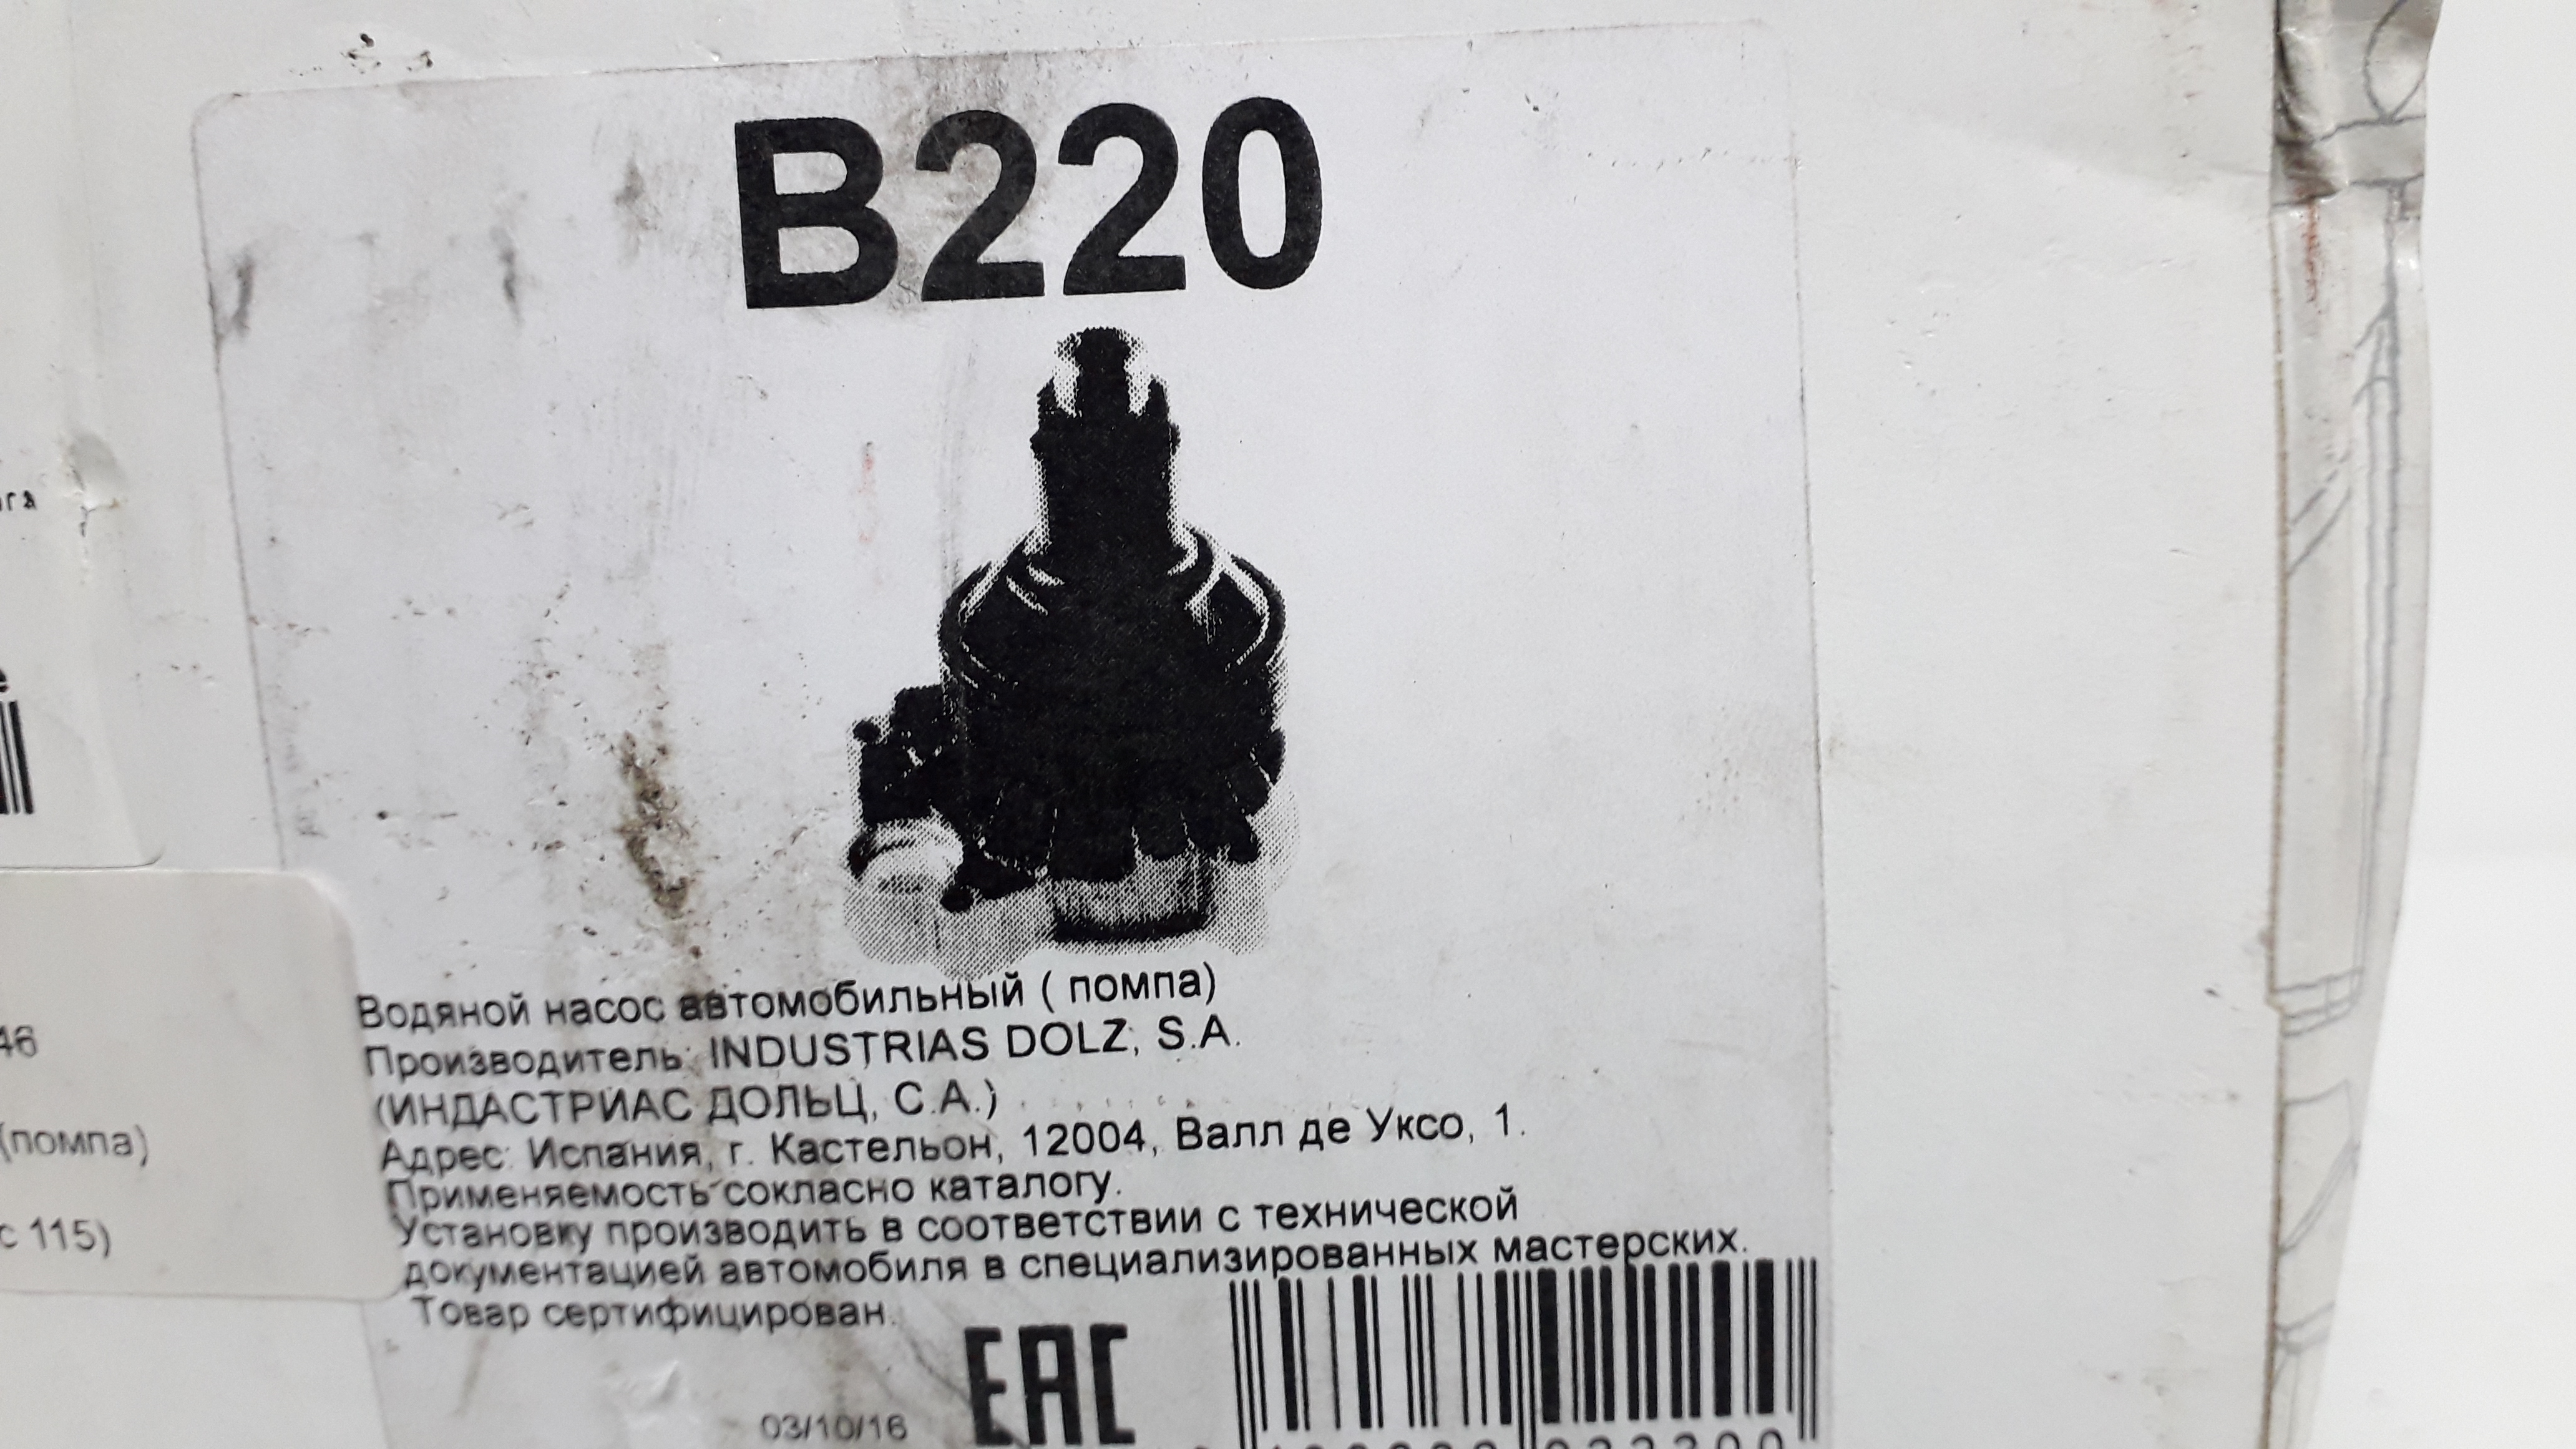 B220
Водяной насос автомобильный ( помпа)
Производитель: INDUSTRIAS DOLZ, S.A.
(ИНДАСТРИАС ДОЛЬЦ, С.А.)
Адрес: Испания, г. Кастельон, 12004, Валл де Уксо, 1.
Применяемость сокласно каталогу.
Установку производить в соответствии с технической
документацией автомобиля в специализированных мастерских.
Товар сертифицирован.
EAC
03/10/16
46
(помпа)
с 115)